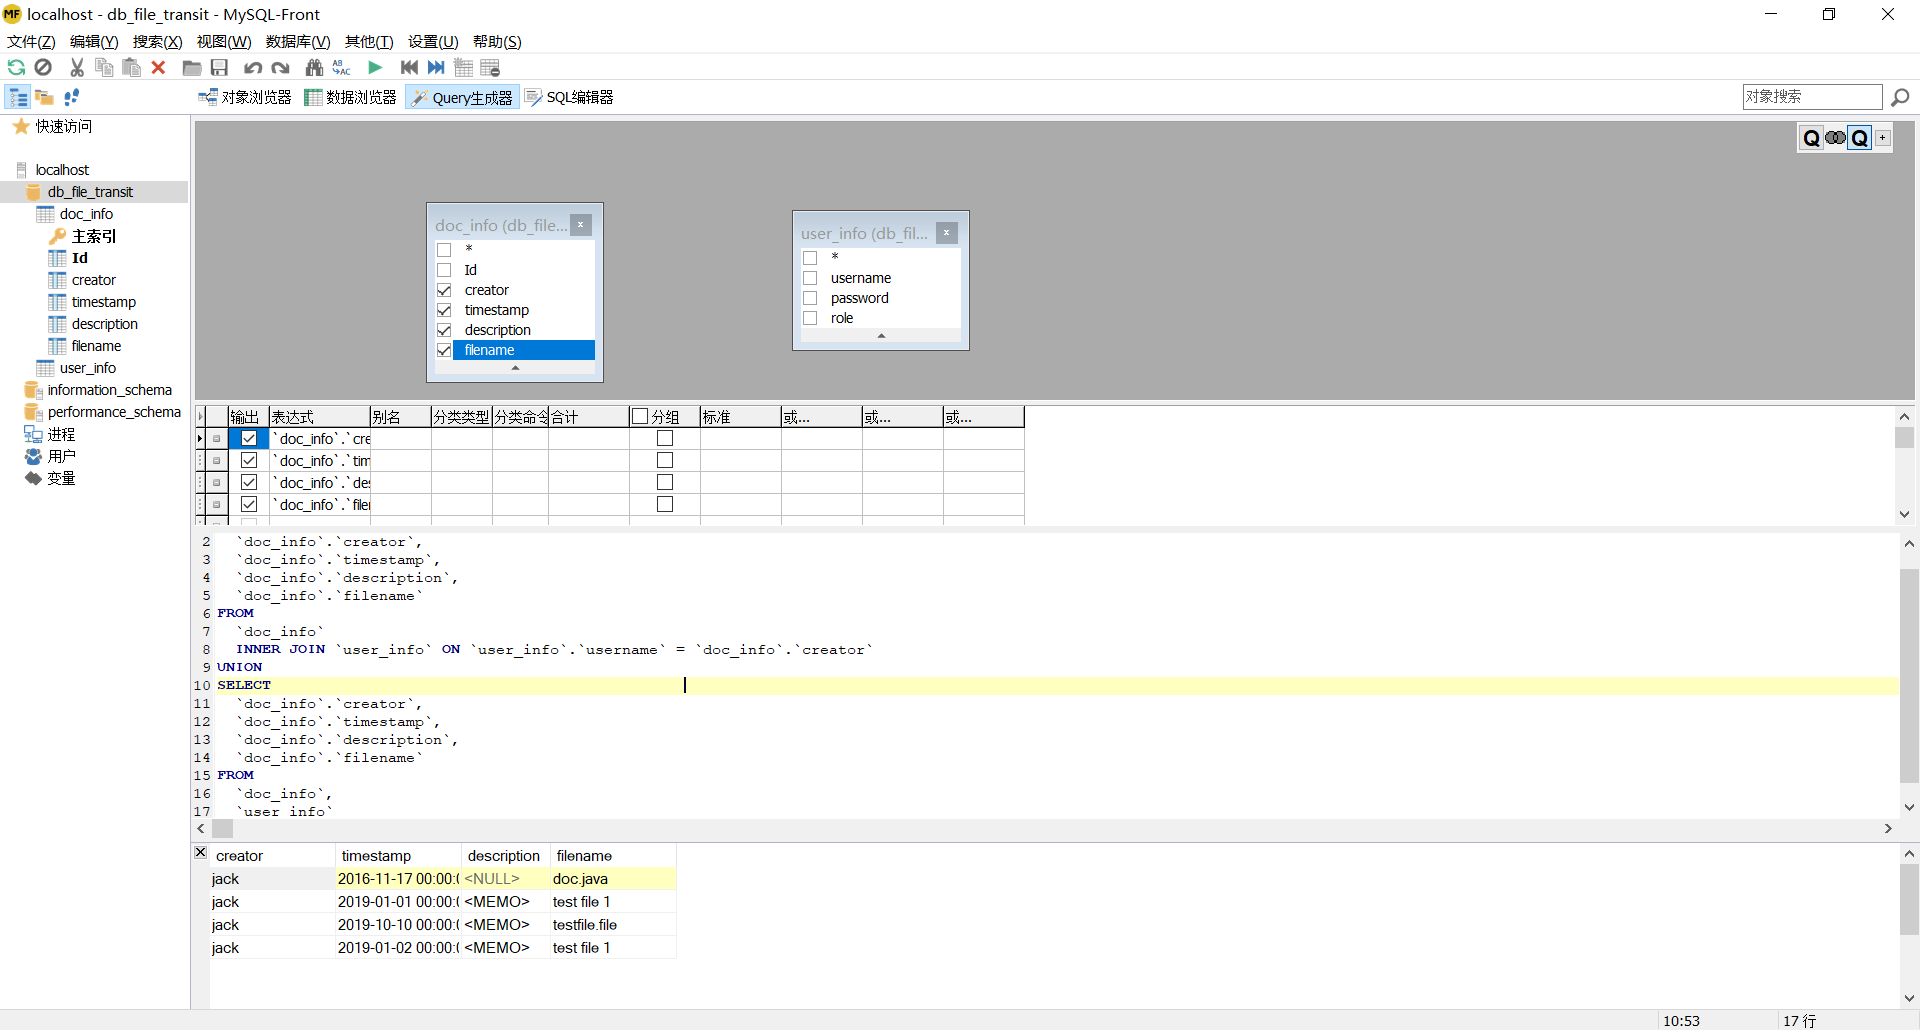 localhost - db_file_transit - MySQL-Front
文件(Z) 编辑(Y) 搜索(X) 视图(W) 数据库(V) 其他(T) 设置(U) 帮助(S)
对象浏览器 数据浏览器 Query生成器 SQL编辑器 对象搜索
快速访问
localhost
db_file_transit
doc_info
主索引
Id
creator
timestamp
description
filename
user_info
information_schema
performance_schema
进程
用户
变量
doc_info (db_file...
*
Id
creator
timestamp
description
filename
user_info (db_fil...
*
username
password
role
输出 表达式 别名 分类类型 分类命令 合计 分组 标准 或... 或... 或...
`doc_info`.`cre
`doc_info`.`tim
`doc_info`.`des
`doc_info`.`filen
2 `doc_info`.`creator`,
3 `doc_info`.`timestamp`,
4 `doc_info`.`description`,
5 `doc_info`.`filename`
6 FROM
7 `doc_info`
8 INNER JOIN `user_info` ON `user_info`.`username` = `doc_info`.`creator`
9 UNION
10 SELECT
11 `doc_info`.`creator`,
12 `doc_info`.`timestamp`,
13 `doc_info`.`description`,
14 `doc_info`.`filename`
15 FROM
16 `doc_info`,
17 `user_info`
creator timestamp description filename
jack 2016-11-17 00:00:0 <NULL> doc.java
jack 2019-01-01 00:00:0 <MEMO> test file 1
jack 2019-10-10 00:00:0 <MEMO> testfile.file
jack 2019-01-02 00:00:0 <MEMO> test file 1
10:53 17 行